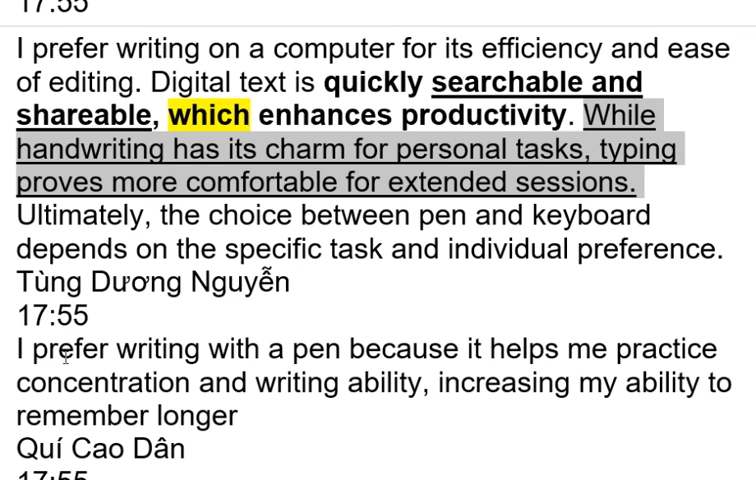 17:55
I prefer writing on a computer for its efficiency and ease
of editing. Digital text is quickly searchable and
shareable, which enhances productivity. While
handwriting has its charm for personal tasks, typing
proves more comfortable for extended sessions.
Ultimately, the choice between pen and keyboard
depends on the specific task and individual preference.
Tùng Dương Nguyễn
17:55
I prefer writing with a pen because it helps me practice
concentration and writing ability, increasing my ability to
remember longer
Quí Cao Dân
17:55